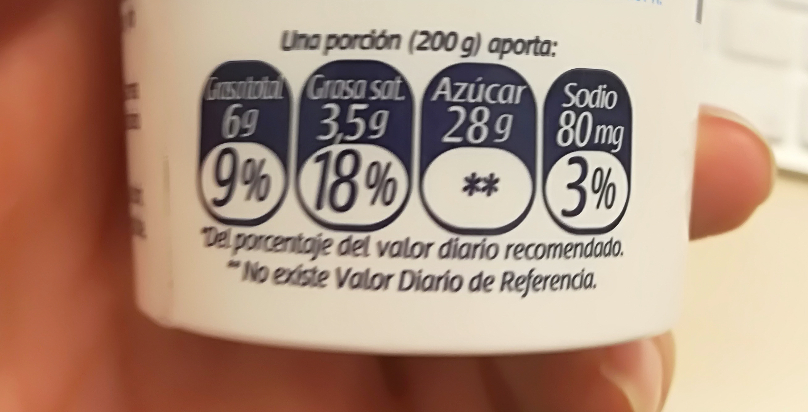 Una porción (200 g) aporta:
Grasa total Grasa sat. Azúcar Sodio
6g 3,5g 28g 80mg
9% 18% ** 3%
*Del porcentaje del valor diario recomendado.
** No existe Valor Diario de Referencia.